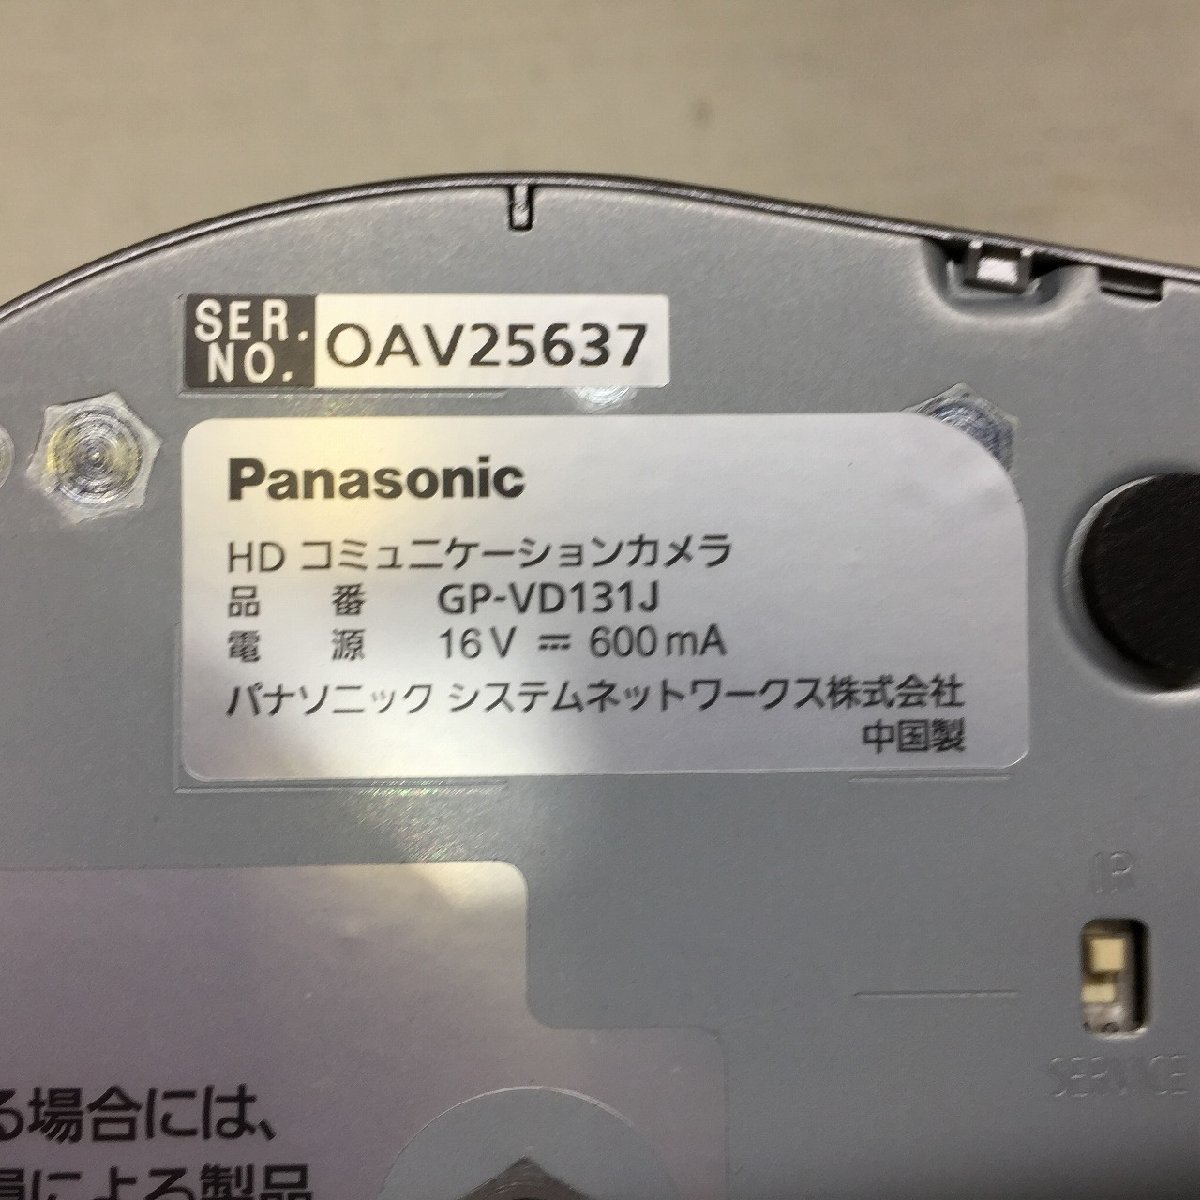 SER.
NO.
OAV25637
Panasonic
HD コミュニケーションカメラ
品 番 GP-VD131J
電 源 16V ⎓ 600mA
パナソニック システムネットワークス株式会社
中国製
IR
SERVICE
る場合には、
による製品